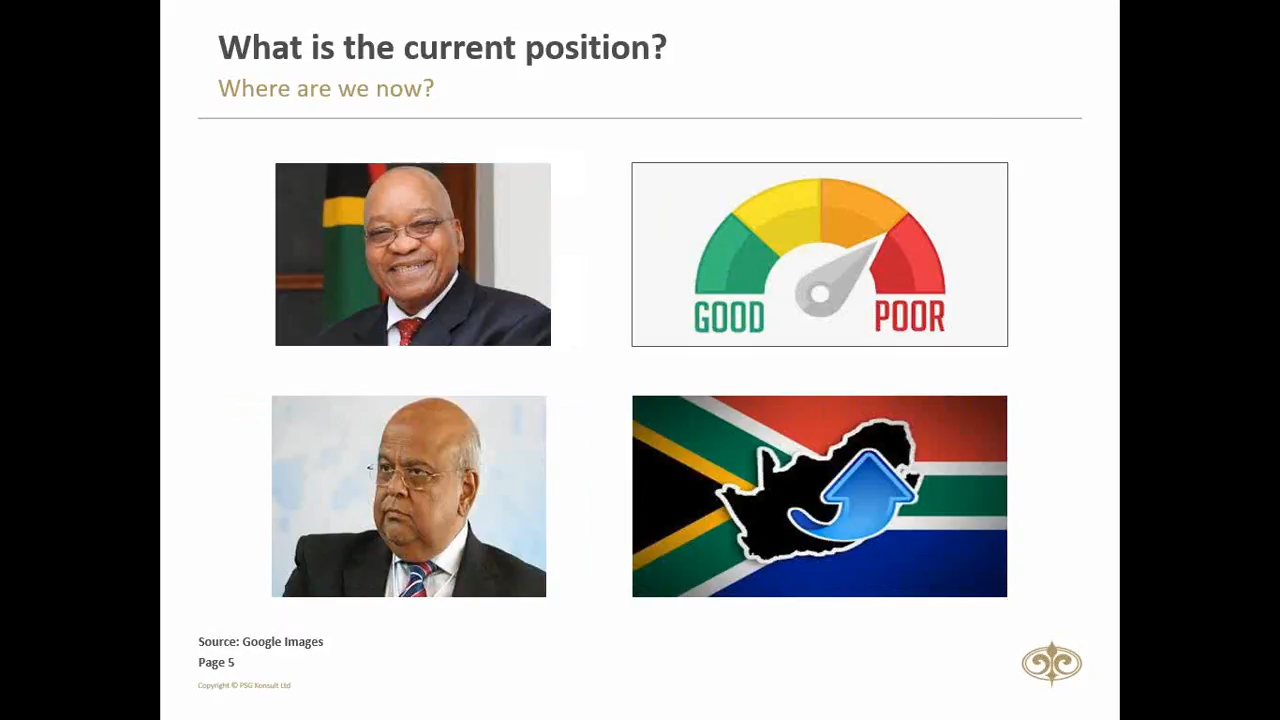 What is the current position?
Where are we now?
GOOD
POOR
Source: Google Images
Page 5
Copyright © PSG Konsult Ltd